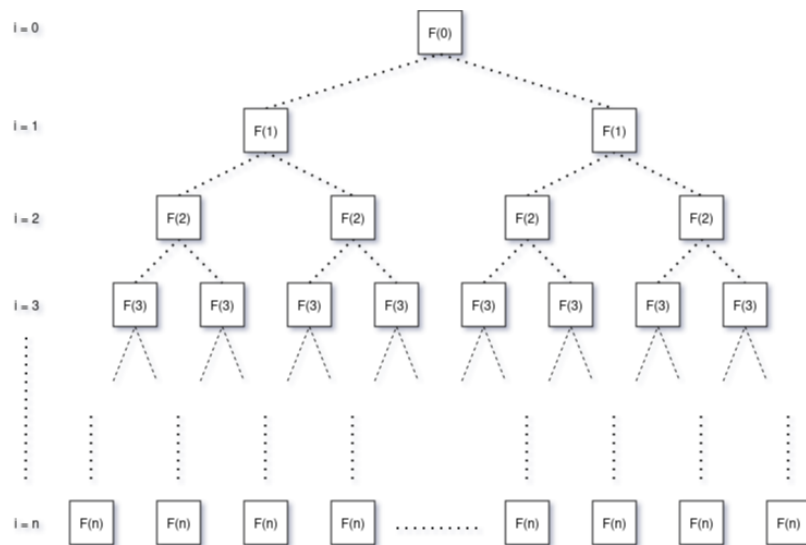 i = 0 F(0)
i = 1 F(1) F(1)
i = 2 F(2) F(2) F(2) F(2)
i = 3 F(3) F(3) F(3) F(3) F(3) F(3) F(3) F(3)
i = n F(n) F(n) F(n) F(n) F(n) F(n) F(n) F(n)